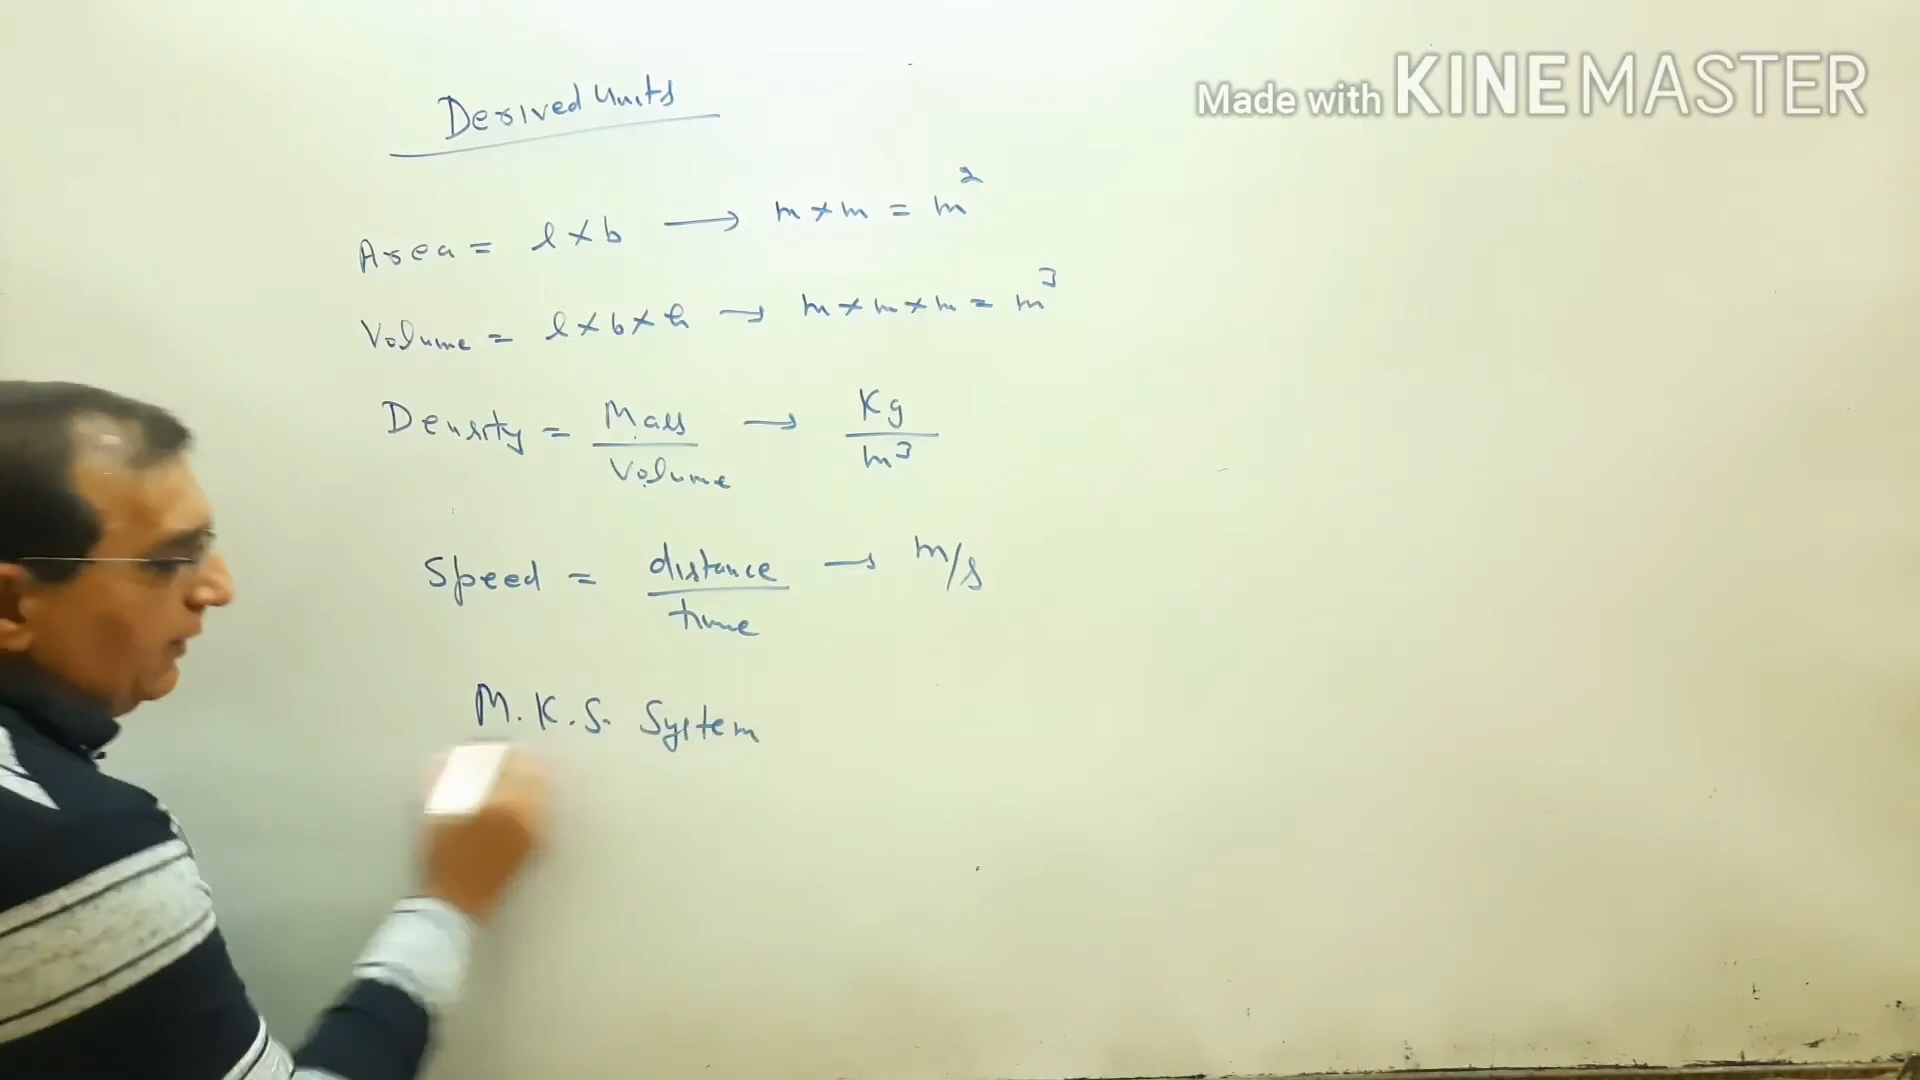 Made with KINEMASTER
Derived Units
Area = l × b → m × m = m²
Volume = l × b × h → m × m × m = m³
Density = Mass / Volume → Kg / m³
Speed = distance / time → m/s
M.K.S. System